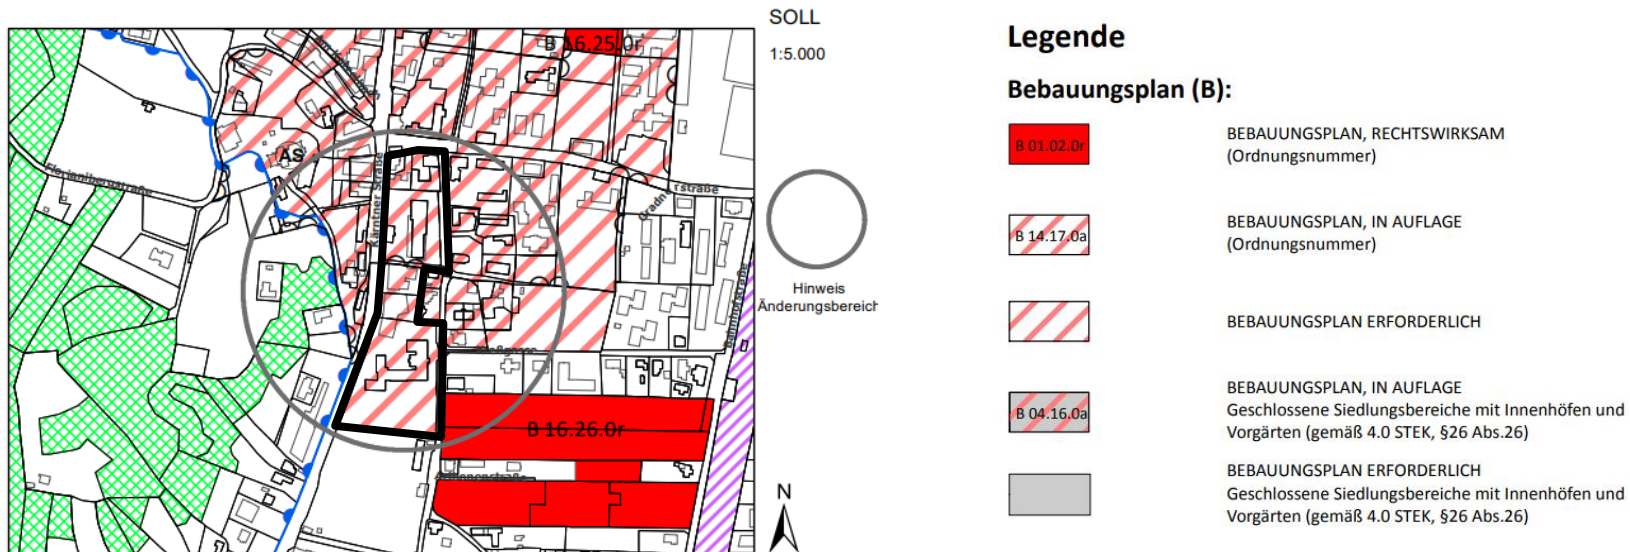 SOLL
1:5.000
B 16.25.0r
AS
Florianibergstraße
Kärntner Straße
Gradnerstraße
Bahnhofstraße
B 16.26.0r
Hinweis
Änderungsbereich
N
Legende
Bebauungsplan (B):
B 01.02.0r
BEBAUUNGSPLAN, RECHTSWIRKSAM
(Ordnungsnummer)
B 14.17.0a
BEBAUUNGSPLAN, IN AUFLAGE
(Ordnungsnummer)
BEBAUUNGSPLAN ERFORDERLICH
B 04.16.0a
BEBAUUNGSPLAN, IN AUFLAGE
Geschlossene Siedlungsbereiche mit Innenhöfen und
Vorgärten (gemäß 4.0 STEK, §26 Abs.26)
BEBAUUNGSPLAN ERFORDERLICH
Geschlossene Siedlungsbereiche mit Innenhöfen und
Vorgärten (gemäß 4.0 STEK, §26 Abs.26)